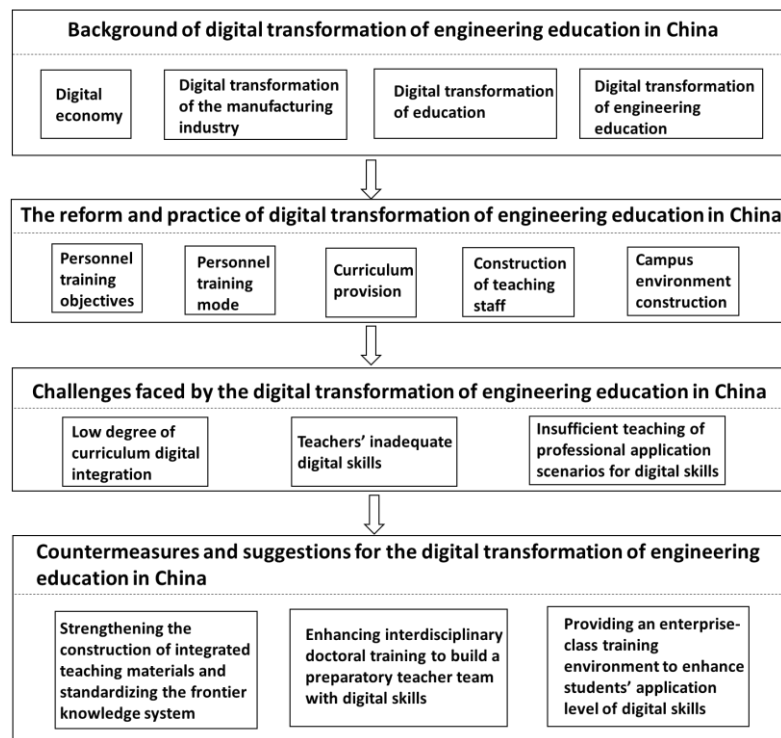 Background of digital transformation of engineering education in China
Digital
economy
Digital transformation
of the manufacturing
industry
Digital transformation
of education
Digital transformation
of engineering
education
The reform and practice of digital transformation of engineering education in China
Personnel
training
objectives
Personnel
training
mode
Curriculum
provision
Construction
of teaching
staff
Campus
environment
construction
Challenges faced by the digital transformation of engineering education in China
Low degree of
curriculum digital
integration
Teachers’ inadequate
digital skills
Insufficient teaching of
professional application
scenarios for digital skills
Countermeasures and suggestions for the digital transformation of engineering
education in China
Strengthening the
construction of integrated
teaching materials and
standardizing the frontier
knowledge system
Enhancing interdisciplinary
doctoral training to build a
preparatory teacher team
with digital skills
Providing an enterprise-
class training
environment to enhance
students’ application
level of digital skills